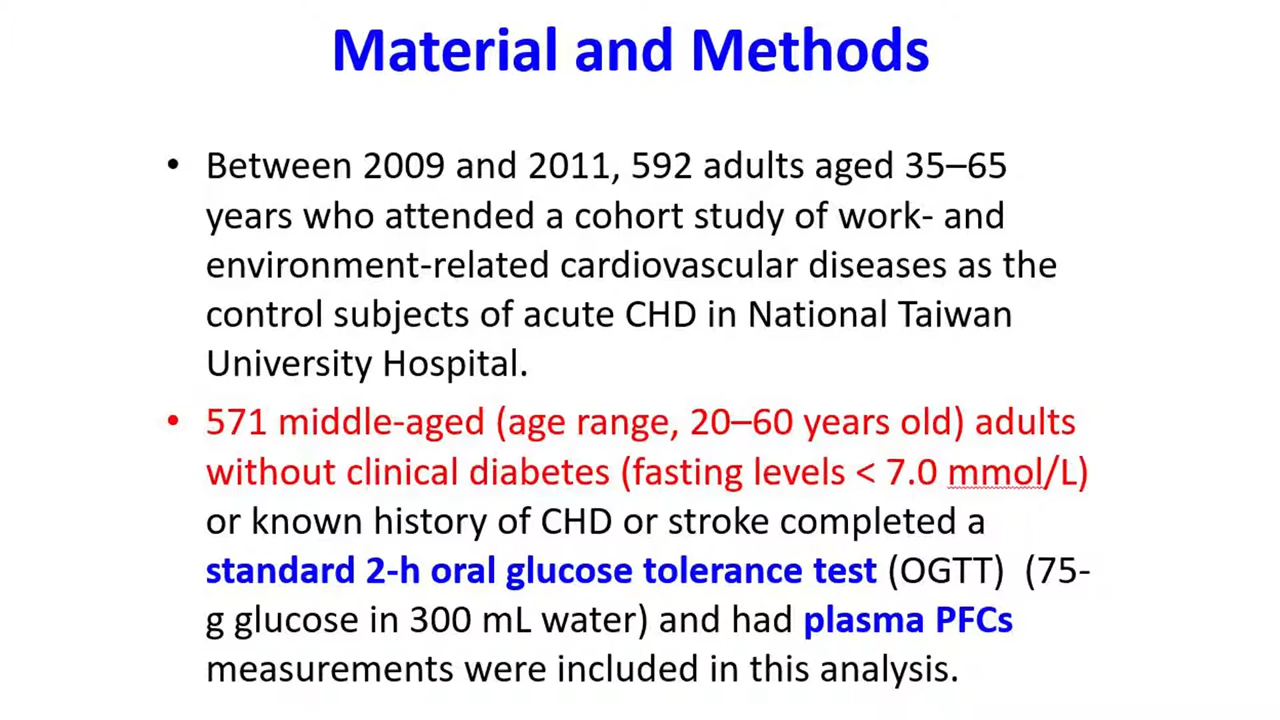 Material and Methods
• Between 2009 and 2011, 592 adults aged 35–65
years who attended a cohort study of work- and
environment-related cardiovascular diseases as the
control subjects of acute CHD in National Taiwan
University Hospital.
• 571 middle-aged (age range, 20–60 years old) adults
without clinical diabetes (fasting levels < 7.0 mmol/L)
or known history of CHD or stroke completed a
standard 2-h oral glucose tolerance test (OGTT) (75-
g glucose in 300 mL water) and had plasma PFCs
measurements were included in this analysis.